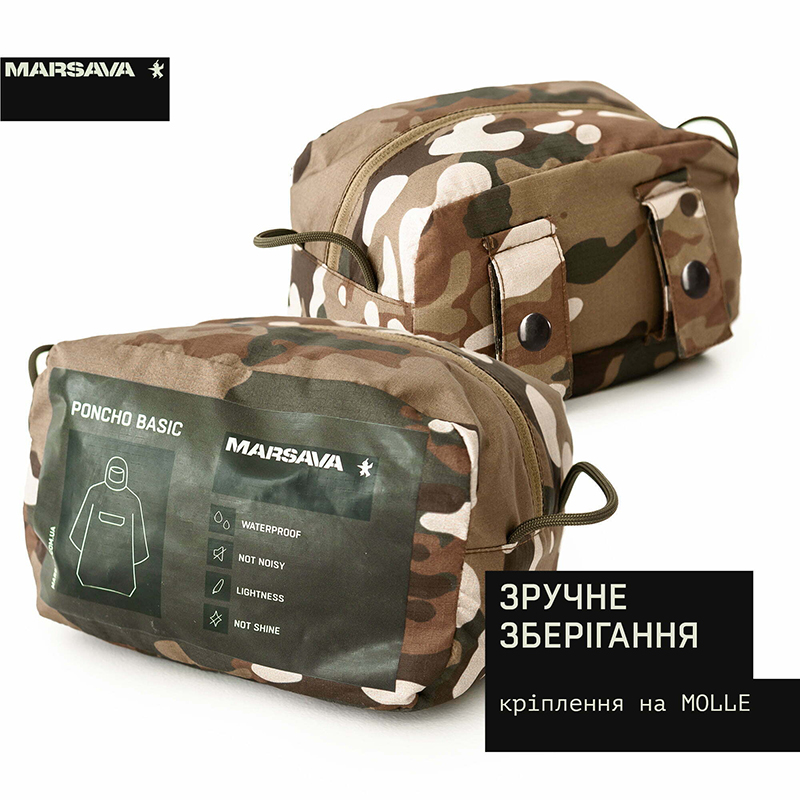 MARSAVA
PONCHO BASIC
MARSAVA
WATERPROOF
NOT NOISY
LIGHTNESS
NOT SHINE
ЗРУЧНЕ
ЗБЕРІГАННЯ
кріплення на MOLLE